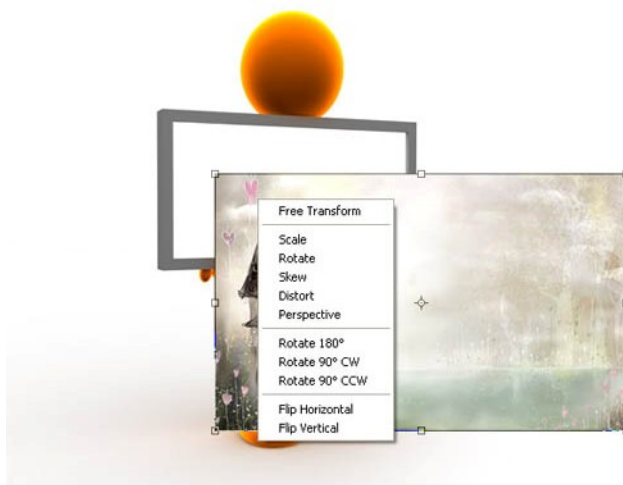 Free Transform
Scale
Rotate
Skew
Distort
Perspective
Rotate 180°
Rotate 90° CW
Rotate 90° CCW
Flip Horizontal
Flip Vertical